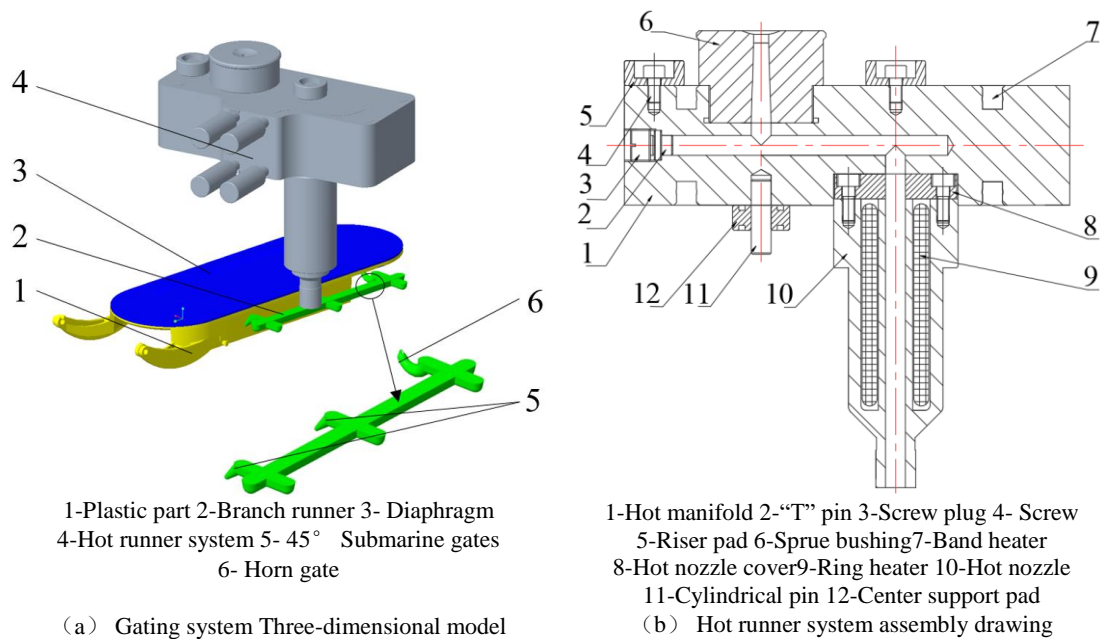 4
3
2
1
6
5
1-Plastic part 2-Branch runner 3- Diaphragm
4-Hot runner system 5- 45° Submarine gates
6- Horn gate
（a） Gating system Three-dimensional model
6
7
5
4
3
2
1
12
11
10
8
9
1-Hot manifold 2-“T” pin 3-Screw plug 4- Screw
5-Riser pad 6-Sprue bushing7-Band heater
8-Hot nozzle cover9-Ring heater 10-Hot nozzle
11-Cylindrical pin 12-Center support pad
（b） Hot runner system assembly drawing